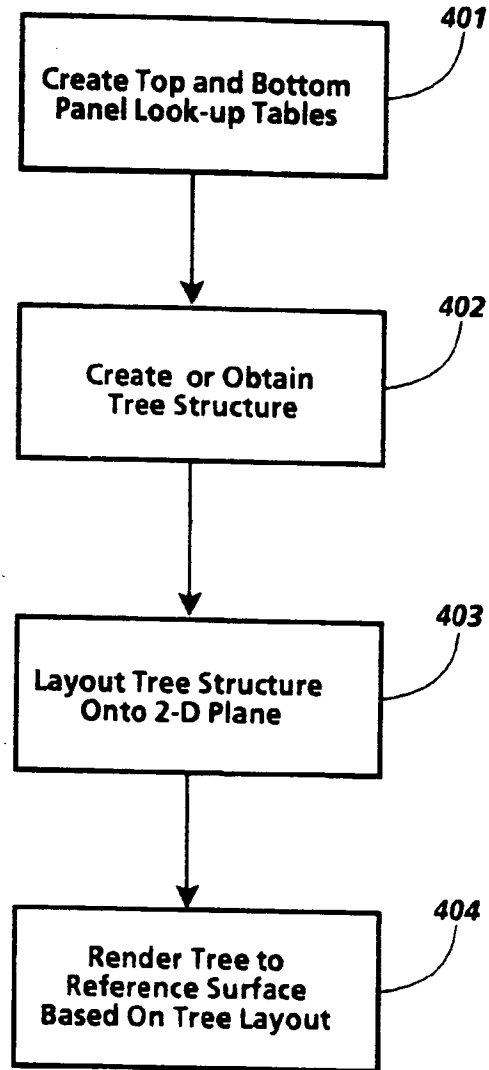 401
Create Top and Bottom
Panel Look-up Tables
402
Create or Obtain
Tree Structure
403
Layout Tree Structure
Onto 2-D Plane
404
Render Tree to
Reference Surface
Based On Tree Layout